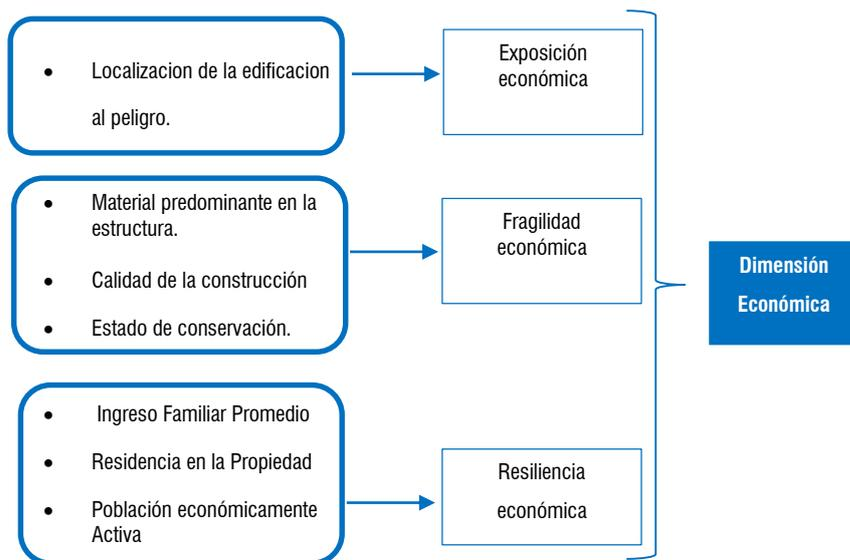 Localizacion de la edificacion
al peligro.
Exposición
económica
Material predominante en la
estructura.
Calidad de la construcción
Estado de conservación.
Fragilidad
económica
Ingreso Familiar Promedio
Residencia en la Propiedad
Población económicamente
Activa
Resiliencia
económica
Dimensión
Económica